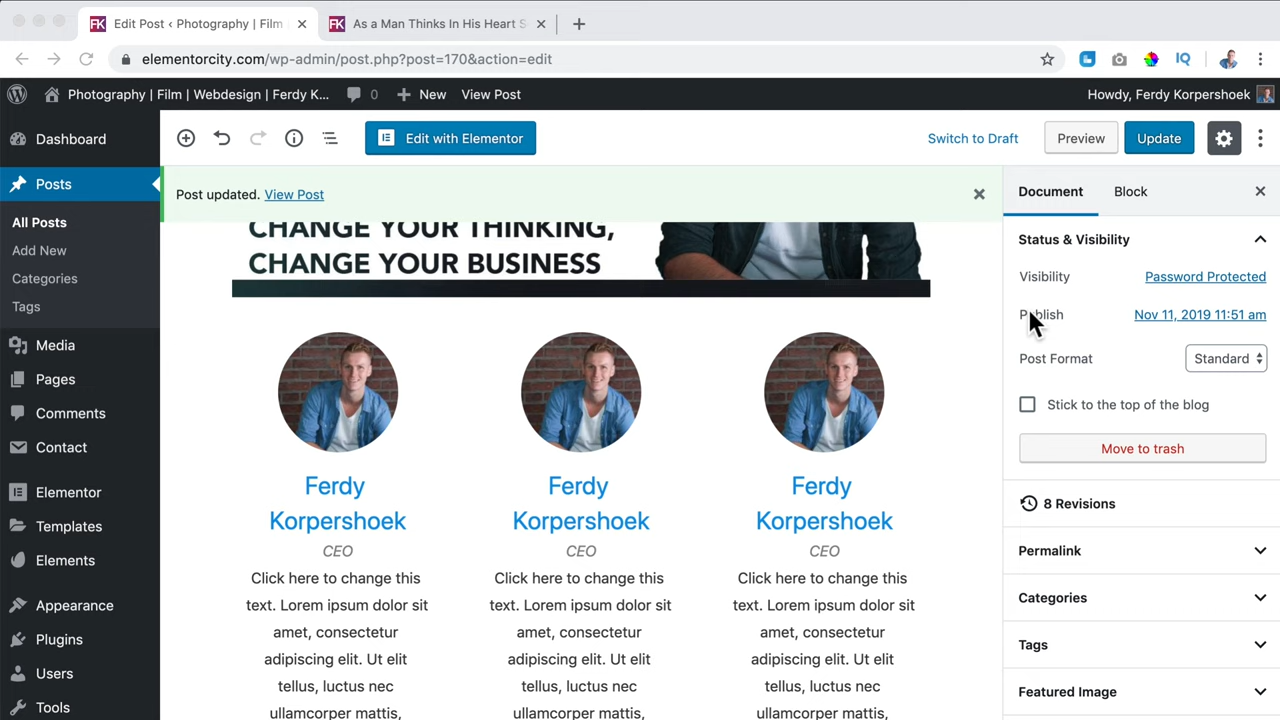 FK Edit Post ‹ Photography | Film
FK As a Man Thinks In His Heart S
elementorcity.com/wp-admin/post.php?post=170&action=edit
IQ
Photography | Film | Webdesign | Ferdy K... 0 New View Post
Howdy, Ferdy Korpershoek
Dashboard
Posts
All Posts
Add New
Categories
Tags
Media
Pages
Comments
Contact
Elementor
Templates
Elements
Appearance
Plugins
Users
Tools
Edit with Elementor
Switch to Draft
Preview
Update
Post updated. View Post
CHANGE YOUR THINKING,
CHANGE YOUR BUSINESS
Ferdy
Korpershoek
CEO
Click here to change this
text. Lorem ipsum dolor sit
amet, consectetur
adipiscing elit. Ut elit
tellus, luctus nec
ullamcorper mattis,
Ferdy
Korpershoek
CEO
Click here to change this
text. Lorem ipsum dolor sit
amet, consectetur
adipiscing elit. Ut elit
tellus, luctus nec
ullamcorper mattis,
Ferdy
Korpershoek
CEO
Click here to change this
text. Lorem ipsum dolor sit
amet, consectetur
adipiscing elit. Ut elit
tellus, luctus nec
ullamcorper mattis,
Document Block
Status & Visibility
Visibility Password Protected
Publish Nov 11, 2019 11:51 am
Post Format Standard
Stick to the top of the blog
Move to trash
8 Revisions
Permalink
Categories
Tags
Featured Image